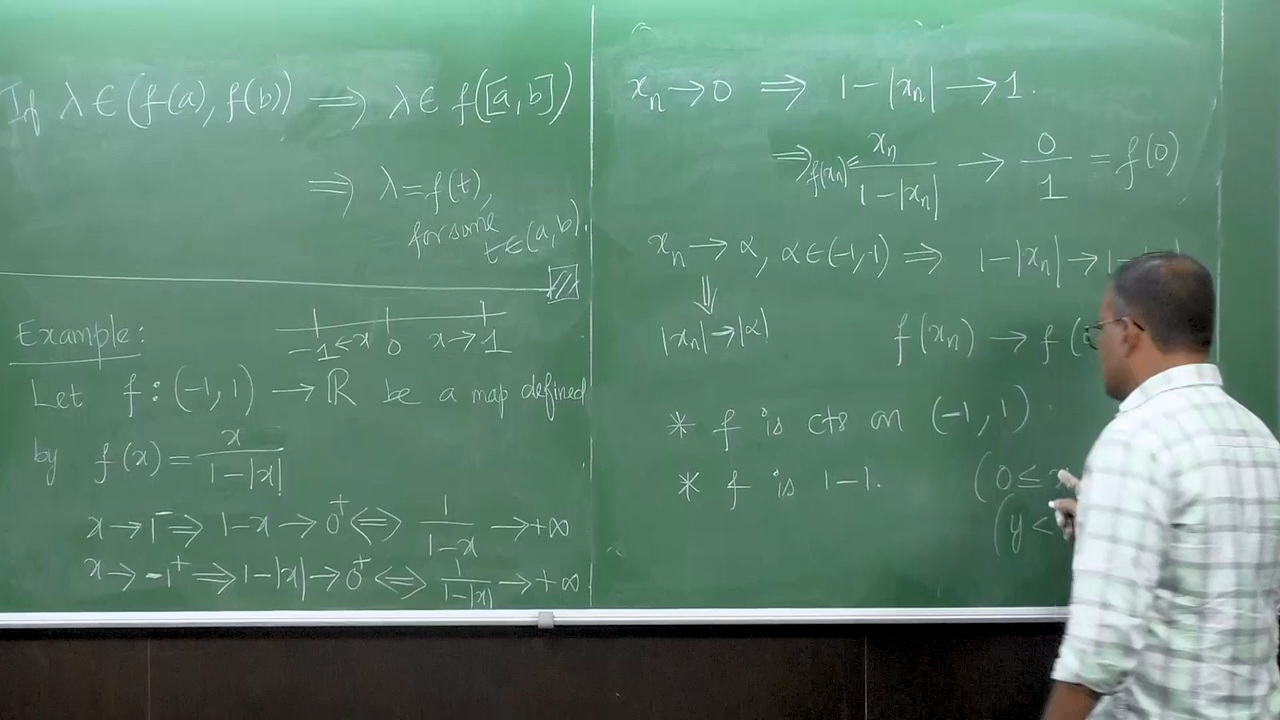 If λ ∈ (f(a), f(b)) ⟹ λ ∈ f([a, b])
⟹ λ = f(t),
for some
t ∈ (a, b).
Example:
-1 ← x 0 x → 1
Let f : (-1, 1) → ℝ be a map defined
by f(x) = x / (1 - |x|)
x → 1⁻ ⟹ 1 - x → 0⁺ ⟺ 1 / (1 - x) → +∞
x → -1⁺ ⟹ 1 - |x| → 0⁺ ⟺ 1 / (1 - |x|) → +∞
xₙ → 0 ⟹ 1 - |xₙ| → 1.
⟹ f(xₙ) = xₙ / (1 - |xₙ|) → 0 / 1 = f(0)
xₙ → α, α ∈ (-1, 1) ⟹ 1 - |xₙ| → 1 -
⇓
|xₙ| → |α|
f(xₙ) → f(
* f is cts on (-1, 1)
* f is 1-1. (0 ≤ x
(y <